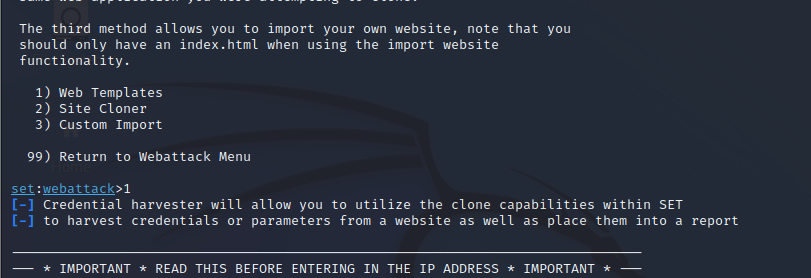 The third method allows you to import your own website, note that you
should only have an index.html when using the import website
functionality.
1) Web Templates
2) Site Cloner
3) Custom Import
99) Return to Webattack Menu
set:webattack>1
[-] Credential harvester will allow you to utilize the clone capabilities within SET
[-] to harvest credentials or parameters from a website as well as place them into a report
--- * IMPORTANT * READ THIS BEFORE ENTERING IN THE IP ADDRESS * IMPORTANT * ---